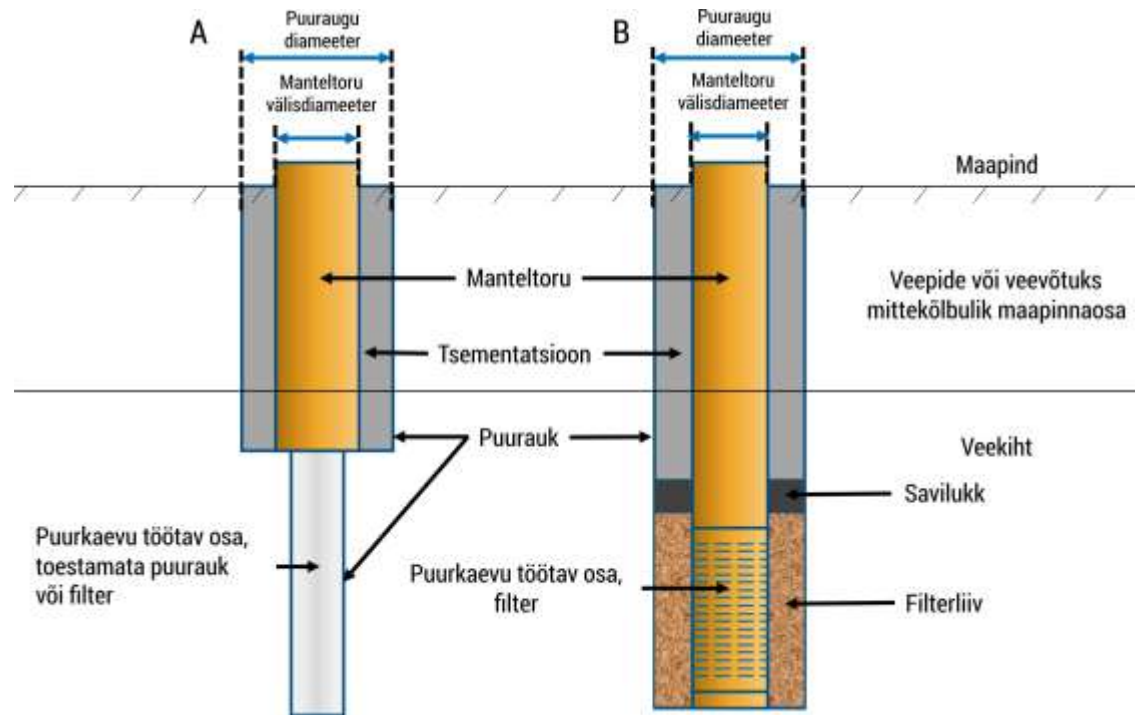 A
Puuraugu
diameeter
Manteltoru
välisdiameeter
B
Puuraugu
diameeter
Manteltoru
välisdiameeter
Maapind
Manteltoru
Veepide või veevõtuks
mittekõlbulik maapinnaosa
Tsementatsioon
Puurauk
Veekiht
Savilukk
Puurkaevu töötav osa,
toestamata puurauk
või filter
Puurkaevu töötav osa,
filter
Filterliiv